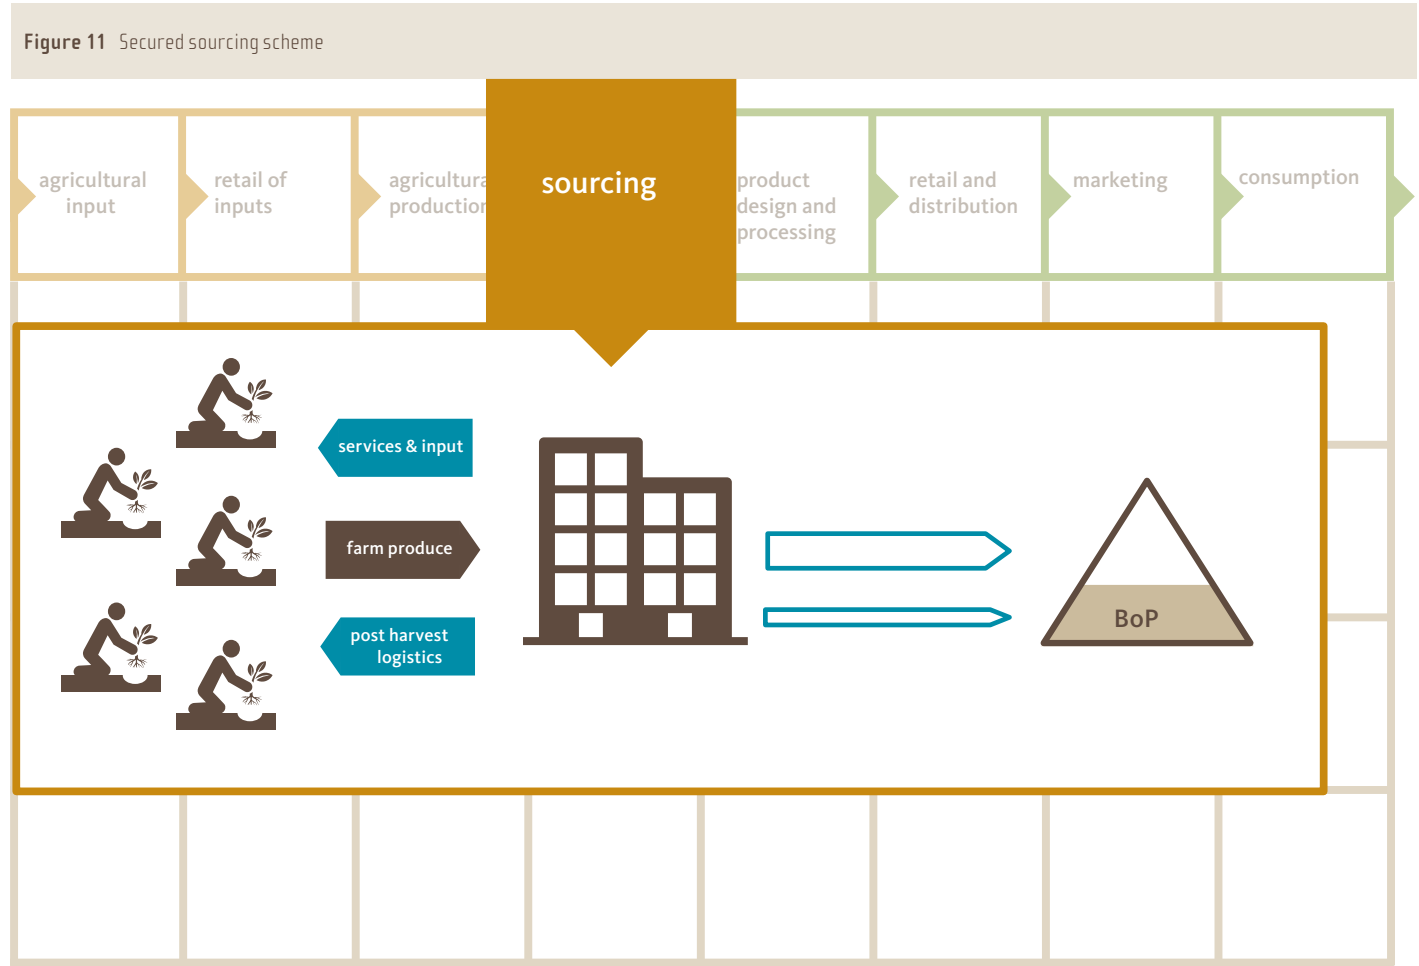 Figure 11 Secured sourcing scheme
agricultural
input
retail of
inputs
agricultura
production
sourcing
product
design and
processing
retail and
distribution
marketing
consumption
services & input
farm produce
post harvest
logistics
BoP